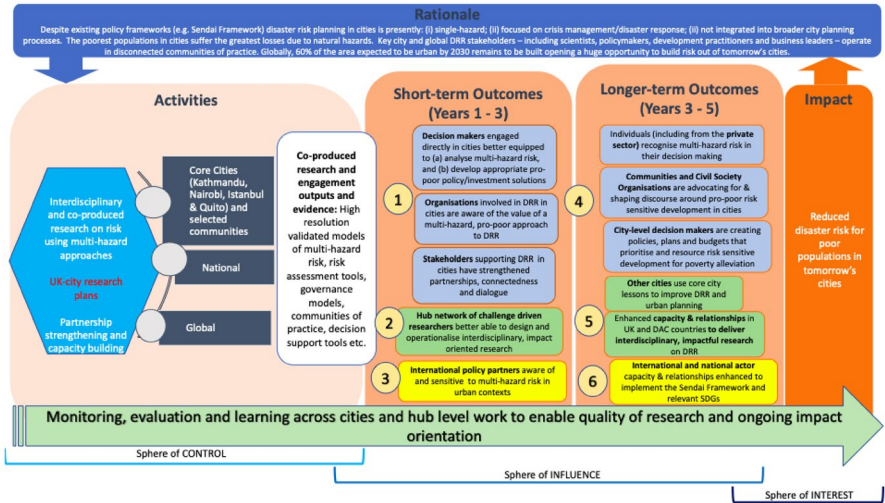 Rationale
Despite existing policy frameworks (e.g. Sendai Framework) disaster risk planning in cities is presently: (i) single-hazard; (ii) focused on crisis management/disaster response; (ii) not integrated into broader city planning
processes. The poorest populations in cities suffer the greatest losses due to natural hazards. Key city and global DRR stakeholders – including scientists, policymakers, development practitioners and business leaders – operate
in disconnected communities of practice. Globally, 60% of the area expected to be urban by 2030 remains to be built opening a huge opportunity to build risk out of tomorrow's cities.
Activities
Interdisciplinary
and co-produced
research on risk
using multi-hazard
approaches
UK-city research
plans
Partnership
strengthening and
capacity building
Core Cities
(Kathmandu,
Nairobi, Istanbul
& Quito) and
selected
communities
National
Global
Co-produced
research and
engagement
outputs and
evidence: High
resolution
validated models
of multi-hazard
risk, risk
assessment tools,
governance
models,
communities of
practice, decision
support tools etc.
Short-term Outcomes
(Years 1 - 3)
1
Decision makers engaged
directly in cities better equipped
to (a) analyse multi-hazard risk,
and (b) develop appropriate pro-
poor policy/investment solutions
Organisations involved in DRR in
cities are aware of the value of a
multi-hazard, pro-poor approach
to DRR
Stakeholders supporting DRR in
cities have strengthened
partnerships, connectedness
and dialogue
2
Hub network of challenge driven
researchers better able to design and
operationalise interdisciplinary, impact
oriented research
3
International policy partners aware of
and sensitive to multi-hazard risk in
urban contexts
Longer-term Outcomes
(Years 3 - 5)
4
Individuals (including from the private
sector) recognise multi-hazard risk in
their decision making
Communities and Civil Society
Organisations are advocating for &
shaping discourse around pro-poor risk
sensitive development in cities
City-level decision makers are creating
policies, plans and budgets that
prioritise and resource risk sensitive
development for poverty alleviation
5
Other cities use core city
lessons to improve DRR and
urban planning
Enhanced capacity & relationships in
UK and DAC countries to deliver
interdisciplinary, impactful research
on DRR
6
International and national actor
capacity & relationships enhanced to
implement the Sendai Framework and
relevant SDGs
Impact
Reduced
disaster risk for
poor
populations in
tomorrow's
cities
Monitoring, evaluation and learning across cities and hub level work to enable quality of research and ongoing impact
orientation
Sphere of CONTROL
Sphere of INFLUENCE
Sphere of INTEREST